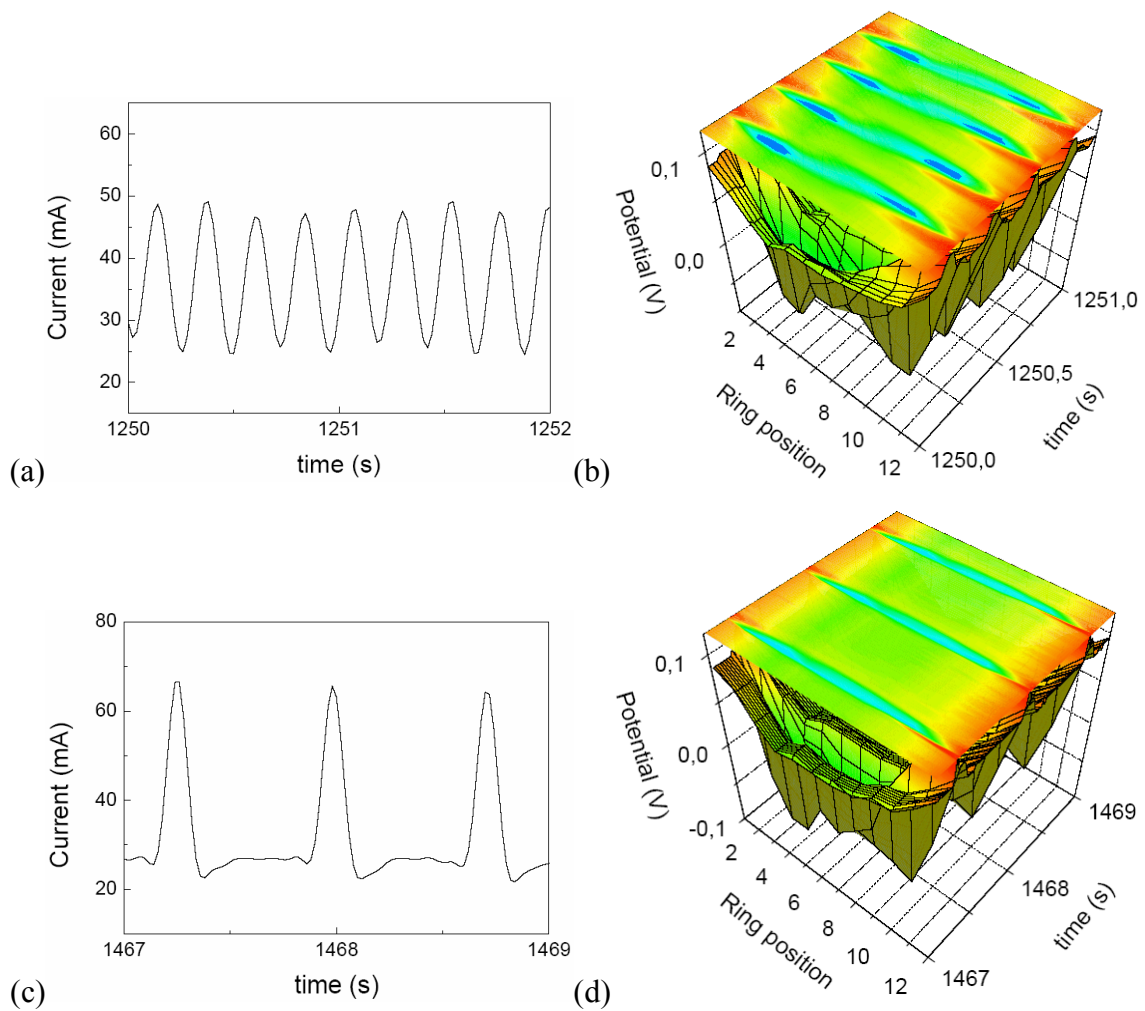 60
50
40
30
20
Current (mA)
1250
1251
1252
time (s)
(a)
0,1
0,0
Potential (V)
2
4
6
8
10
12
Ring position
1250,0
1250,5
1251,0
time (s)
(b)
80
60
40
20
Current (mA)
1467
1468
1469
time (s)
(c)
0,1
0,0
-0,1
Potential (V)
2
4
6
8
10
12
Ring position
1467
1468
1469
time (s)
(d)